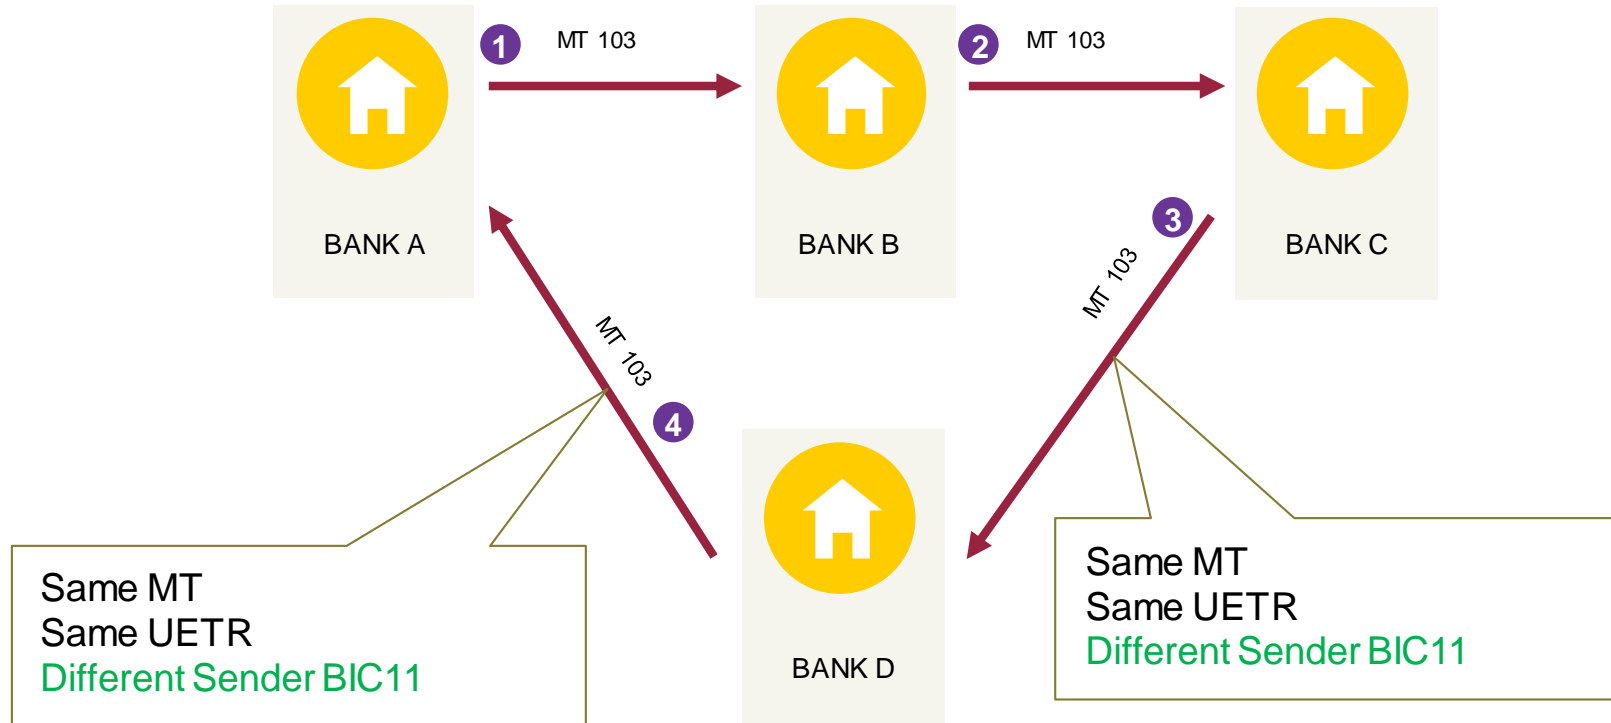 1
MT 103
2
MT 103
BANK A
BANK B
BANK C
3
MT 103
MT 103
4
Same MT
Same UETR
Different Sender BIC11
BANK D
Same MT
Same UETR
Different Sender BIC11